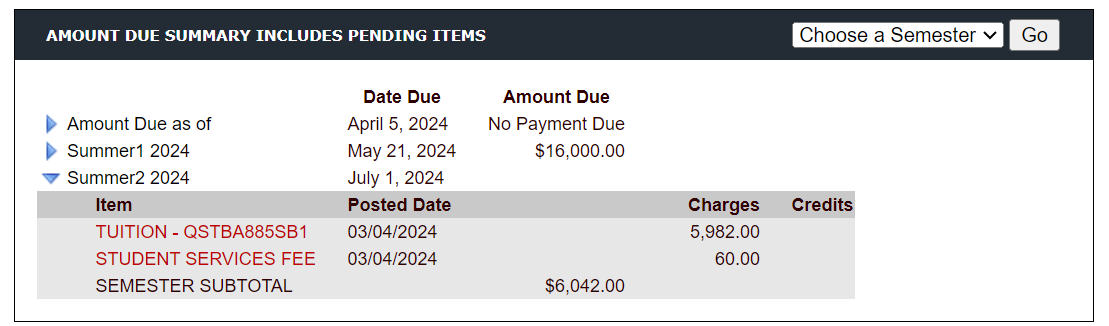 AMOUNT DUE SUMMARY INCLUDES PENDING ITEMS Choose a Semester Go
Date Due Amount Due
Amount Due as of April 5, 2024 No Payment Due
Summer1 2024 May 21, 2024 $16,000.00
Summer2 2024 July 1, 2024
Item Posted Date Charges Credits
TUITION - QSTBA885SB1 03/04/2024 5,982.00
STUDENT SERVICES FEE 03/04/2024 60.00
SEMESTER SUBTOTAL $6,042.00